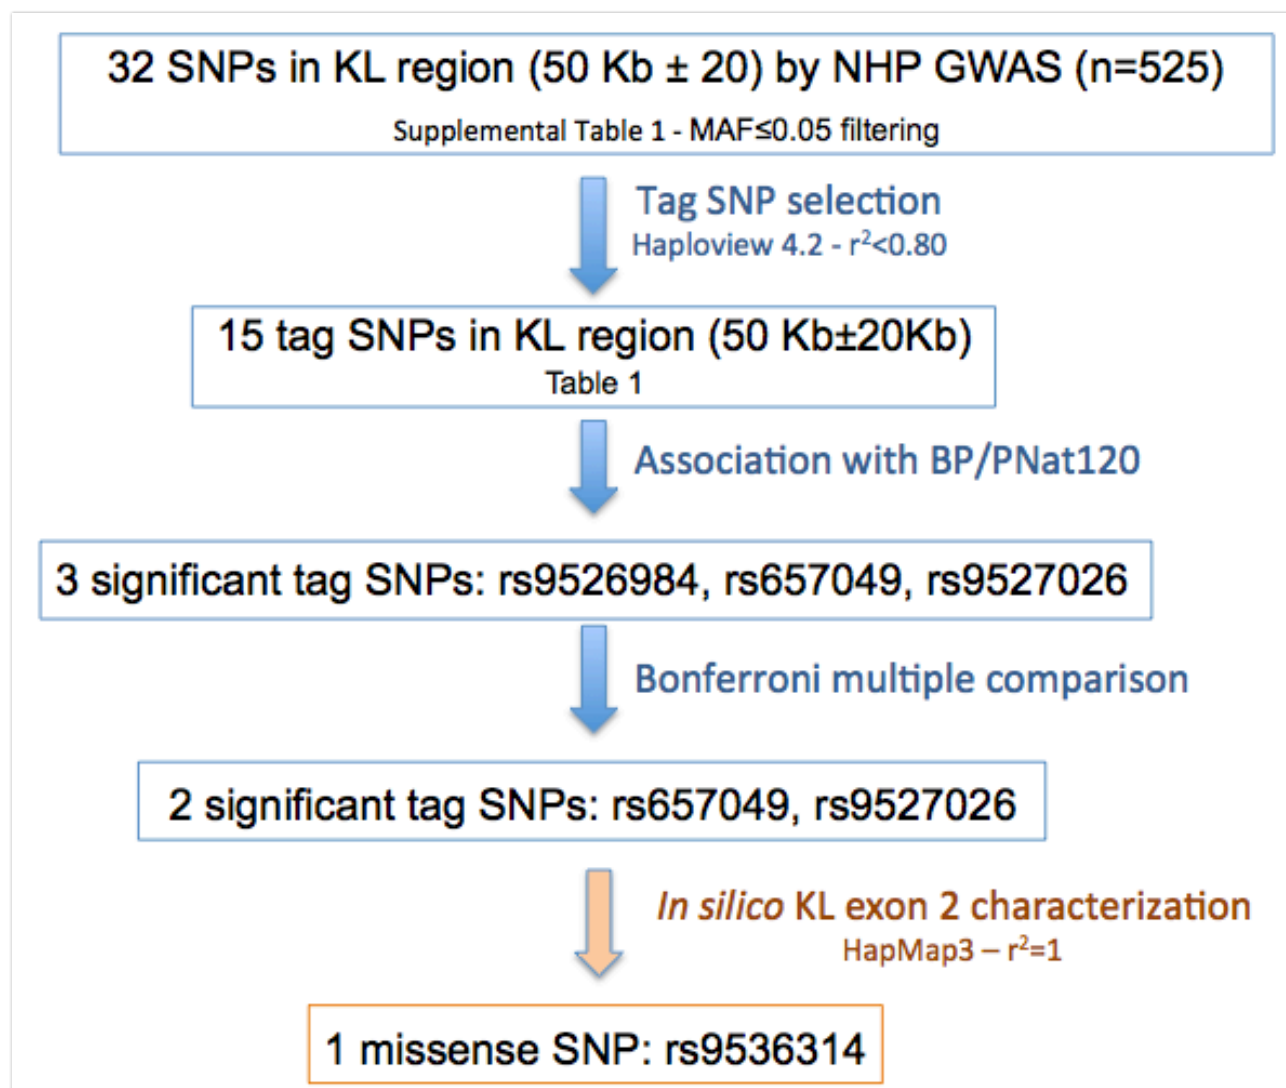 32 SNPs in KL region (50 Kb ± 20) by NHP GWAS (n=525)
Supplemental Table 1 - MAF≤0.05 filtering
Tag SNP selection
Haploview 4.2 - r²<0.80
15 tag SNPs in KL region (50 Kb±20Kb)
Table 1
Association with BP/PNat120
3 significant tag SNPs: rs9526984, rs657049, rs9527026
Bonferroni multiple comparison
2 significant tag SNPs: rs657049, rs9527026
In silico KL exon 2 characterization
HapMap3 – r²=1
1 missense SNP: rs9536314